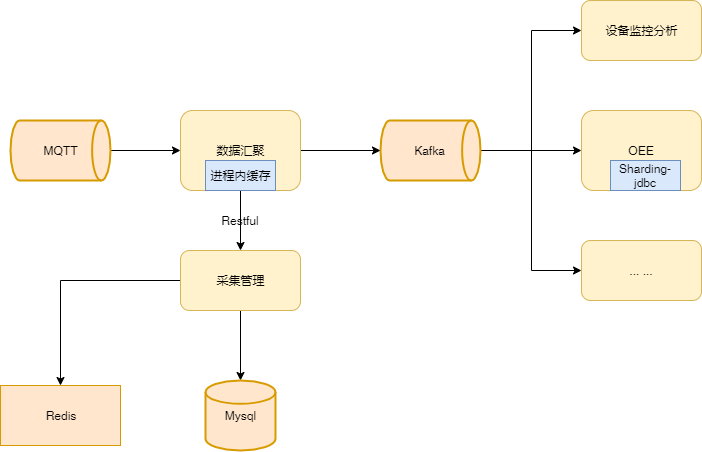 设备监控分析
MQTT
数据汇聚
进程内缓存
Kafka
OEE
Sharding-
jdbc
Restful
采集管理
... ...
Redis
Mysql